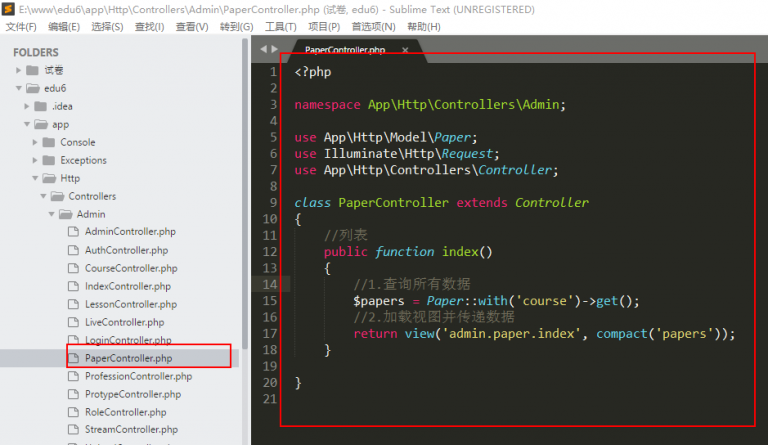 E:\www\edu6\app\Http\Controllers\Admin\PaperController.php (试卷, edu6) - Sublime Text (UNREGISTERED)
文件(F) 编辑(E) 选择(S) 查找(I) 查看(V) 转到(G) 工具(T) 项目(P) 首选项(N) 帮助(H)
FOLDERS
试卷
edu6
.idea
app
Console
Exceptions
Http
Controllers
Admin
AdminController.php
AuthController.php
CourseController.php
IndexController.php
LessonController.php
LiveController.php
LoginController.php
PaperController.php
ProfessionController.php
ProtypeController.php
RoleController.php
StreamController.php
PaperController.php ×
1 <?php
2
3 namespace App\Http\Controllers\Admin;
4
5 use App\Http\Model\Paper;
6 use Illuminate\Http\Request;
7 use App\Http\Controllers\Controller;
8
9 class PaperController extends Controller
10 {
11 //列表
12 public function index()
13 {
14 //1.查询所有数据
15 $papers = Paper::with('course')->get();
16 //2.加载视图并传递数据
17 return view('admin.paper.index', compact('papers'));
18 }
19
20 }
21